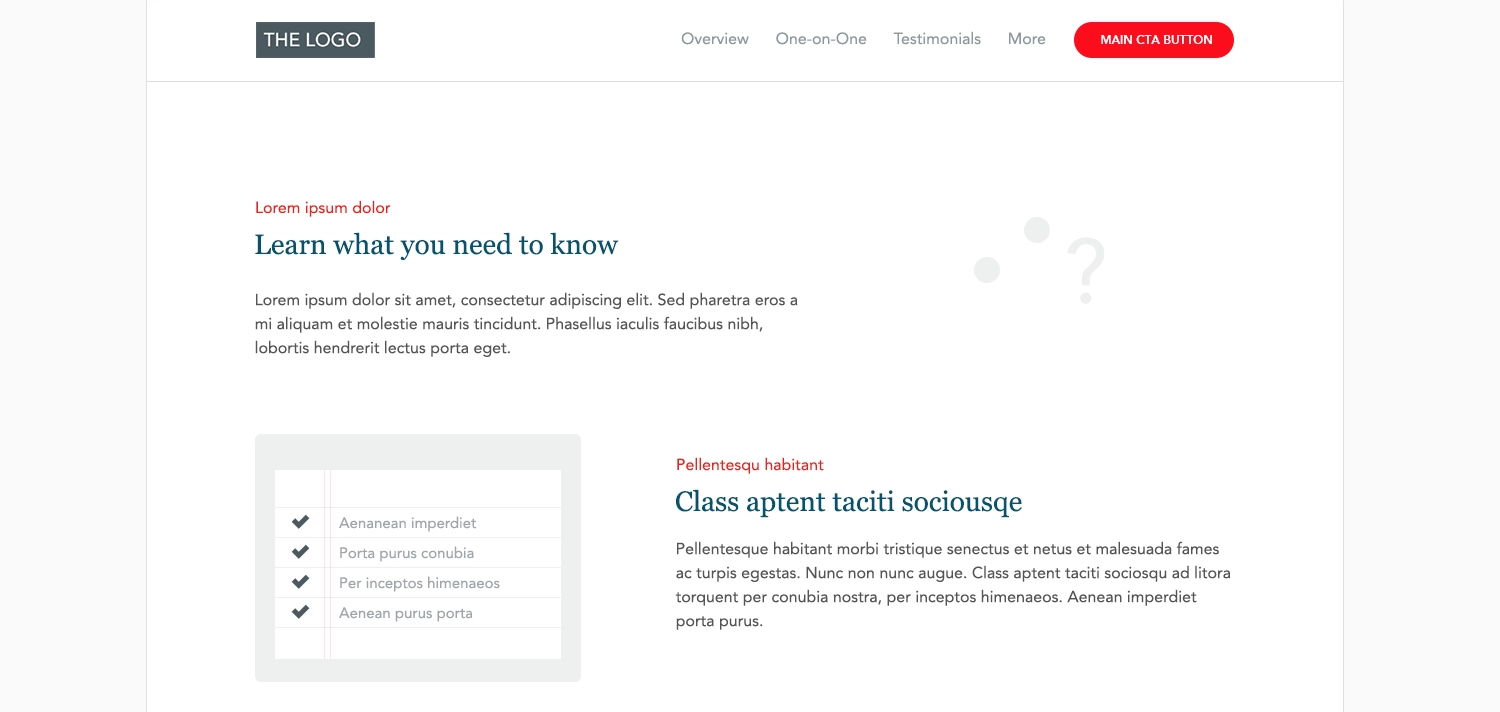 THE LOGO
Overview One-on-One Testimonials More MAIN CTA BUTTON
Lorem ipsum dolor
Learn what you need to know
?
Lorem ipsum dolor sit amet, consectetur adipiscing elit. Sed pharetra eros a
mi aliquam et molestie mauris tincidunt. Phasellus iaculis faucibus nibh,
lobortis hendrerit lectus porta eget.
Aenanean imperdiet
Porta purus conubia
Per inceptos himenaeos
Aenean purus porta
Pellentesqu habitant
Class aptent taciti sociousqe
Pellentesque habitant morbi tristique senectus et netus et malesuada fames
ac turpis egestas. Nunc non nunc augue. Class aptent taciti sociosqu ad litora
torquent per conubia nostra, per inceptos himenaeos. Aenean imperdiet
porta purus.